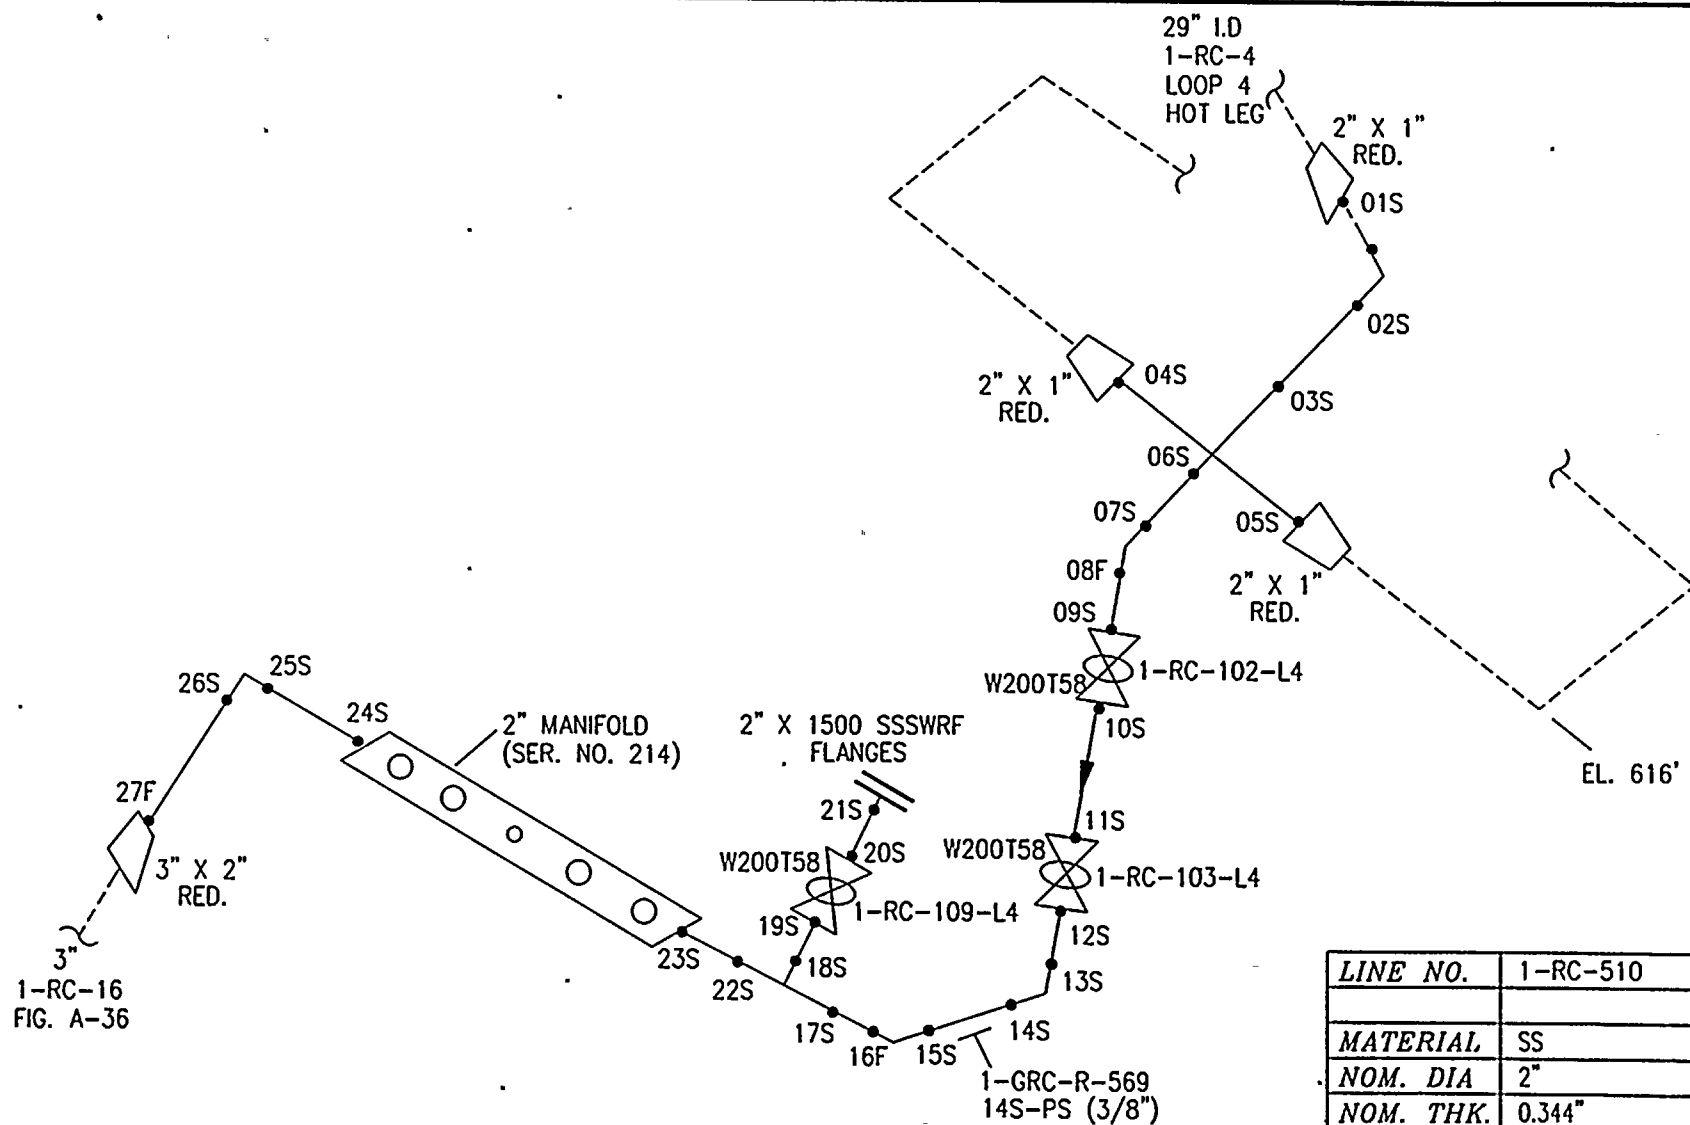 29" I.D
1-RC-4
LOOP 4
HOT LEG
2" X 1"
RED.
01S
02S
03S
2" X 1"
RED.
04S
06S
07S
05S
2" X 1"
RED.
08F
09S
W200T58
1-RC-102-L4
10S
EL. 616'
25S
26S
24S
2" MANIFOLD
(SER. NO. 214)
2" X 1500 SSSWRF
FLANGES
27F
3" X 2"
RED.
21S
20S
W200T58
1-RC-109-L4
19S
18S
11S
W200T58
1-RC-103-L4
12S
13S
23S
22S
17S
16F
15S
14S
3"
1-RC-16
FIG. A-36
1-GRC-R-569
14S-PS (3/8")
LINE NO. 1-RC-510
MATERIAL SS
NOM. DIA 2"
NOM. THK. 0.344"